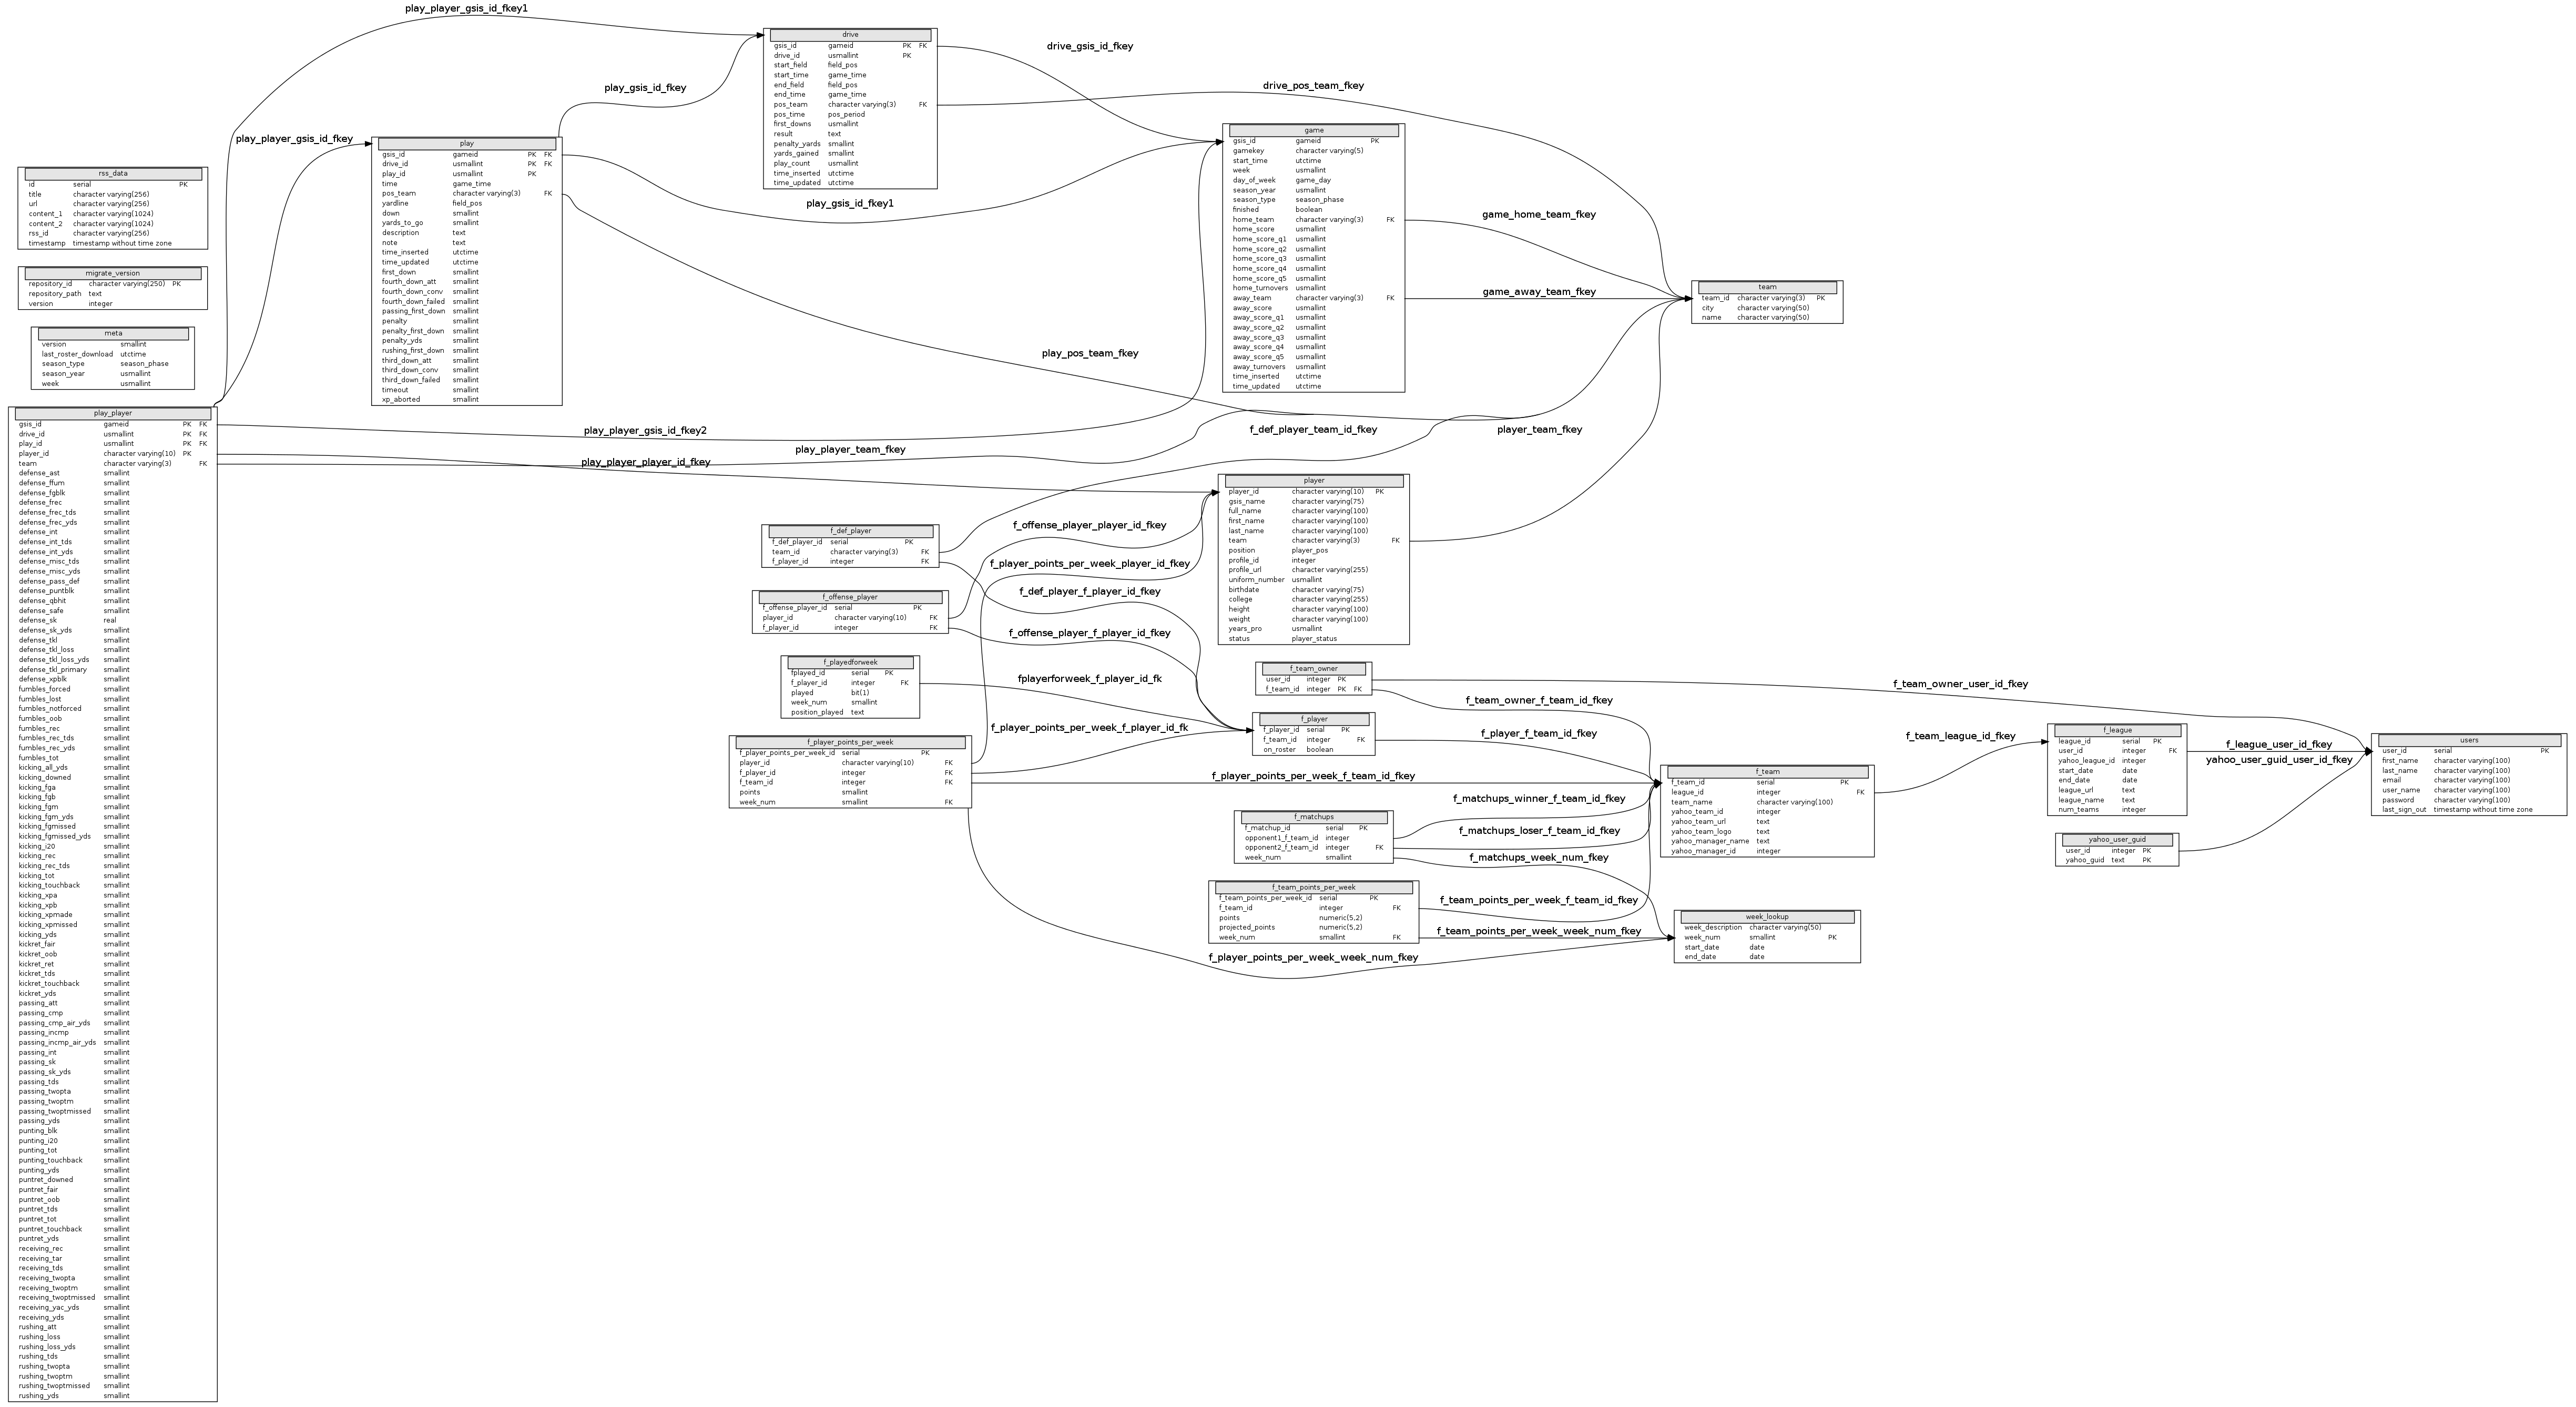 play_player_gsis_id_fkey1
drive
gsis_id gameid PK FK
drive_id usmallint PK
start_field field_pos
start_time game_time
end_field field_pos
end_time game_time
pos_team character varying(3) FK
pos_time pos_period
first_downs usmallint
result text
penalty_yards smallint
yards_gained smallint
play_count usmallint
time_inserted utctime
time_updated utctime
drive_gsis_id_fkey
play_gsis_id_fkey
drive_pos_team_fkey
play_player_gsis_id_fkey
play
gsis_id gameid PK FK
drive_id usmallint PK FK
play_id usmallint PK
time game_time
pos_team character varying(3) FK
yardline field_pos
down smallint
yards_to_go smallint
description text
note text
time_inserted utctime
time_updated utctime
first_down smallint
fourth_down_att smallint
fourth_down_conv smallint
fourth_down_failed smallint
passing_first_down smallint
penalty smallint
penalty_first_down smallint
penalty_yds smallint
rushing_first_down smallint
third_down_att smallint
third_down_conv smallint
third_down_failed smallint
timeout smallint
xp_aborted smallint
game
gsis_id gameid PK
gamekey character varying(5)
start_time utctime
week usmallint
day_of_week game_day
season_year usmallint
season_type season_phase
finished boolean
home_team character varying(3) FK
home_score usmallint
home_score_q1 usmallint
home_score_q2 usmallint
home_score_q3 usmallint
home_score_q4 usmallint
home_score_q5 usmallint
home_turnovers usmallint
away_team character varying(3) FK
away_score usmallint
away_score_q1 usmallint
away_score_q2 usmallint
away_score_q3 usmallint
away_score_q4 usmallint
away_score_q5 usmallint
away_turnovers usmallint
time_inserted utctime
time_updated utctime
play_gsis_id_fkey1
game_home_team_fkey
game_away_team_fkey
team
team_id character varying(3) PK
city character varying(50)
name character varying(50)
rss_data
id serial PK
title character varying(256)
url character varying(256)
content_1 character varying(1024)
content_2 character varying(1024)
rss_id character varying(256)
timestamp timestamp without time zone
migrate_version
repository_id character varying(250) PK
repository_path text
version integer
meta
version smallint
last_roster_download utctime
season_type season_phase
season_year usmallint
week usmallint
play_pos_team_fkey
play_player_gsis_id_fkey2
play_player_team_fkey
play_player_player_id_fkey
f_def_player_team_id_fkey
player_team_fkey
play_player
gsis_id gameid PK FK
drive_id usmallint PK FK
play_id usmallint PK FK
player_id character varying(10) PK
team character varying(3) FK
defense_ast smallint
defense_ffum smallint
defense_fgblk smallint
defense_frec smallint
defense_frec_tds smallint
defense_frec_yds smallint
defense_int smallint
defense_int_tds smallint
defense_int_yds smallint
defense_misc_tds smallint
defense_misc_yds smallint
defense_pass_def smallint
defense_puntblk smallint
defense_qbhit smallint
defense_safe smallint
defense_sk real
defense_sk_yds smallint
defense_tkl smallint
defense_tkl_loss smallint
defense_tkl_loss_yds smallint
defense_tkl_primary smallint
defense_xpblk smallint
fumbles_forced smallint
fumbles_lost smallint
fumbles_notforced smallint
fumbles_oob smallint
fumbles_rec smallint
fumbles_rec_tds smallint
fumbles_rec_yds smallint
fumbles_tot smallint
kicking_all_yds smallint
kicking_downed smallint
kicking_fga smallint
kicking_fgb smallint
kicking_fgm smallint
kicking_fgm_yds smallint
kicking_fgmissed smallint
kicking_fgmissed_yds smallint
kicking_i20 smallint
kicking_rec smallint
kicking_rec_tds smallint
kicking_tot smallint
kicking_touchback smallint
kicking_xpa smallint
kicking_xpb smallint
kicking_xpmade smallint
kicking_xpmissed smallint
kicking_yds smallint
kickret_fair smallint
kickret_oob smallint
kickret_ret smallint
kickret_tds smallint
kickret_touchback smallint
kickret_yds smallint
passing_att smallint
passing_cmp smallint
passing_cmp_air_yds smallint
passing_incmp smallint
passing_incmp_air_yds smallint
passing_int smallint
passing_sk smallint
passing_sk_yds smallint
passing_tds smallint
passing_twopta smallint
passing_twoptm smallint
passing_twoptmissed smallint
passing_yds smallint
punting_blk smallint
punting_i20 smallint
punting_tot smallint
punting_touchback smallint
punting_yds smallint
puntret_downed smallint
puntret_fair smallint
puntret_oob smallint
puntret_tds smallint
puntret_tot smallint
puntret_touchback smallint
puntret_yds smallint
receiving_rec smallint
receiving_tar smallint
receiving_tds smallint
receiving_twopta smallint
receiving_twoptm smallint
receiving_twoptmissed smallint
receiving_yac_yds smallint
receiving_yds smallint
rushing_att smallint
rushing_loss smallint
rushing_loss_yds smallint
rushing_tds smallint
rushing_twopta smallint
rushing_twoptm smallint
rushing_twoptmissed smallint
rushing_yds smallint
player
player_id character varying(10) PK
gsis_name character varying(75)
full_name character varying(100)
first_name character varying(100)
last_name character varying(100)
team character varying(3) FK
position player_pos
profile_id integer
profile_url character varying(255)
uniform_number usmallint
birthdate character varying(75)
college character varying(255)
height character varying(100)
weight character varying(100)
years_pro usmallint
status player_status
f_def_player
f_def_player_id serial PK
team_id character varying(3) FK
f_player_id integer FK
f_offense_player_player_id_fkey
f_player_points_per_week_player_id_fkey
f_def_player_f_player_id_fkey
f_offense_player
f_offense_player_id serial PK
player_id character varying(10) FK
f_player_id integer FK
f_offense_player_f_player_id_fkey
f_playedforweek
fplayed_id serial PK
f_player_id integer FK
played bit(1)
week_num smallint
position_played text
fplayerforweek_f_player_id_fk
f_player_points_per_week_f_player_id_fk
f_player_points_per_week
f_player_points_per_week_id serial PK
player_id character varying(10) FK
f_player_id integer FK
f_team_id integer FK
points smallint
week_num smallint FK
f_team_owner
user_id integer PK
f_team_id integer PK FK
f_team_owner_user_id_fkey
f_team_owner_f_team_id_fkey
f_player
f_player_id serial PK
f_team_id integer FK
on_roster boolean
f_player_f_team_id_fkey
f_player_points_per_week_f_team_id_fkey
f_matchups_winner_f_team_id_fkey
f_matchups
f_matchup_id serial PK
opponent1_f_team_id integer
opponent2_f_team_id integer FK
week_num smallint
f_matchups_loser_f_team_id_fkey
f_matchups_week_num_fkey
f_team_points_per_week
f_team_points_per_week_id serial PK
f_team_id integer FK
points numeric(5,2)
projected_points numeric(5,2)
week_num smallint FK
f_team_points_per_week_f_team_id_fkey
f_team_points_per_week_week_num_fkey
f_player_points_per_week_week_num_fkey
f_team
f_team_id serial PK
league_id integer FK
team_name character varying(100)
yahoo_team_id integer
yahoo_team_url text
yahoo_team_logo text
yahoo_manager_name text
yahoo_manager_id integer
week_lookup
week_description character varying(50)
week_num smallint PK
start_date date
end_date date
f_team_league_id_fkey
f_league
league_id serial PK
user_id integer FK
yahoo_league_id integer
start_date date
end_date date
league_url text
league_name text
num_teams integer
f_league_user_id_fkey
yahoo_user_guid_user_id_fkey
yahoo_user_guid
user_id integer PK
yahoo_guid text PK
users
user_id serial PK
first_name character varying(100)
last_name character varying(100)
email character varying(100)
user_name character varying(100)
password character varying(100)
last_sign_out timestamp without time zone